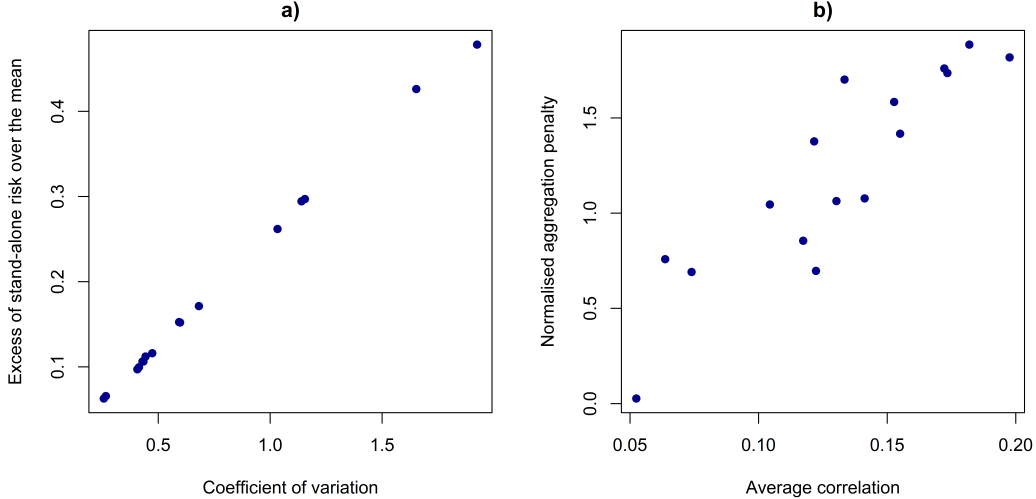 a)
Excess of stand-alone risk over the mean
0.4
0.3
0.2
0.1
0.5 1.0 1.5
Coefficient of variation
b)
Normalised aggregation penalty
1.5
1.0
0.5
0.0
0.05 0.10 0.15 0.20
Average correlation